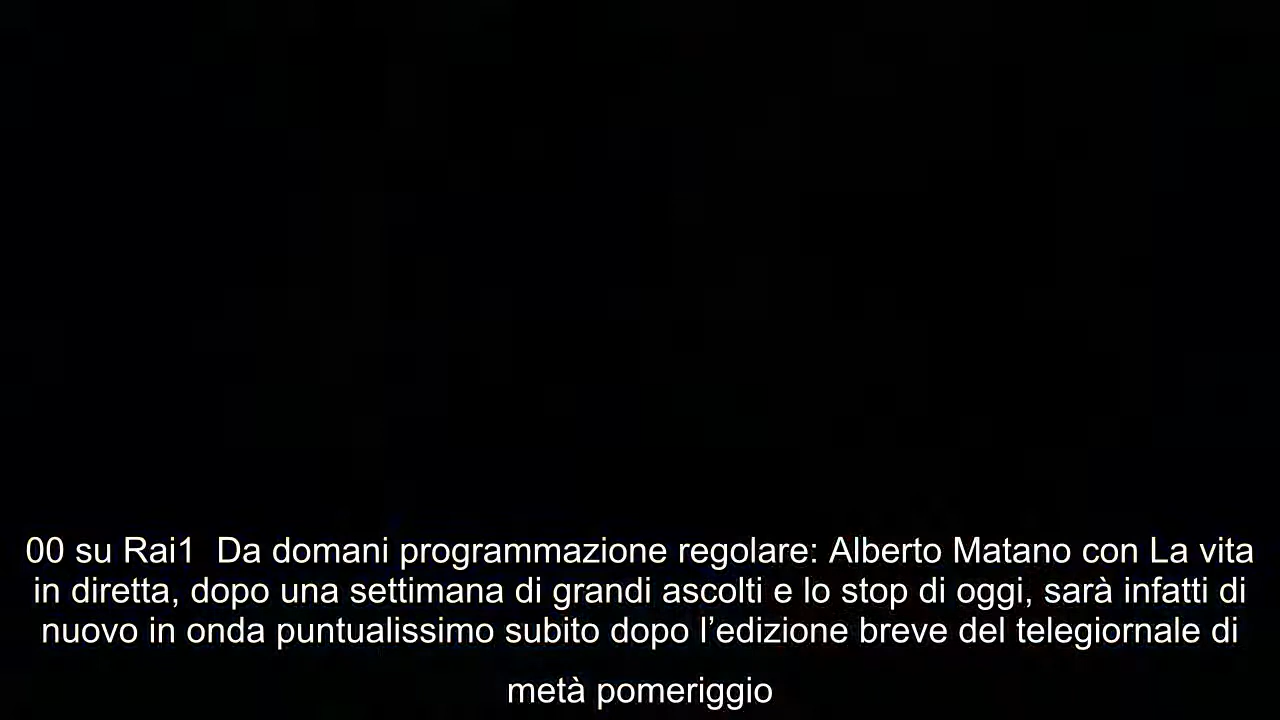 00 su Rai1  Da domani programmazione regolare: Alberto Matano con La vita
in diretta, dopo una settimana di grandi ascolti e lo stop di oggi, sarà infatti di
nuovo in onda puntualissimo subito dopo l’edizione breve del telegiornale di
metà pomeriggio